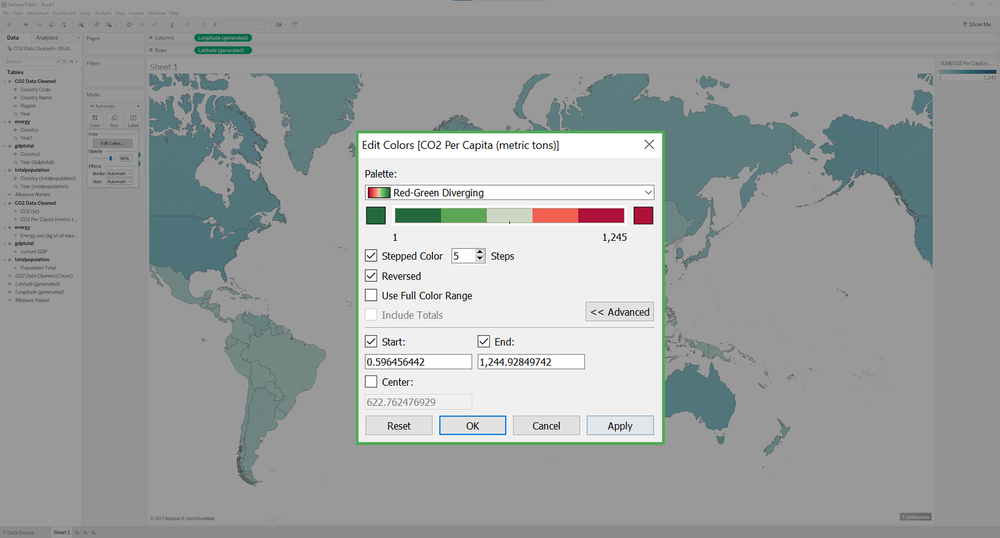 Tableau Public - Book1
File Data Worksheet Dashboard Story Analysis Map Format Window Help
Show Me
Data Analytics
CO2 Data Cleaned+ (Multi...
Search
Tables
CO2 Data Cleaned
Country Code
Country Name
Abc Region
Year
energy
Country
Year1
gdptotal
Country1
Year (Gdptotal)
totalpopulation
Country (totalpopulation)
Year (totalpopulation)
Abc Measure Names
CO2 Data Cleaned
# CO2 (kt)
# CO2 Per Capita (metric t...
energy
# Energy use (kg of oil equi...
gdptotal
# current GDP
totalpopulation
# Population Total
# CO2 Data Cleaned (Count)
Latitude (generated)
Longitude (generated)
# Measure Values
Pages
Filters
Marks
Automatic
Color Size Label
Color
Edit Colors...
Opacity
80%
Effects
Border: Automatic
Halo: Automatic
Columns Longitude (generated)
Rows Latitude (generated)
Sheet 1
SUM(CO2 Per Capita (...
1 1,245
Edit Colors [CO2 Per Capita (metric tons)]
Palette:
Red-Green Diverging
1 1,245
Stepped Color 5 Steps
Reversed
Use Full Color Range
Include Totals
<< Advanced
Start: End:
0.596456442 1,244.92849742
Center:
622.762476929
Reset OK Cancel Apply
© 2021 Mapbox © OpenStreetMap
1 unknown
Data Source Sheet 1